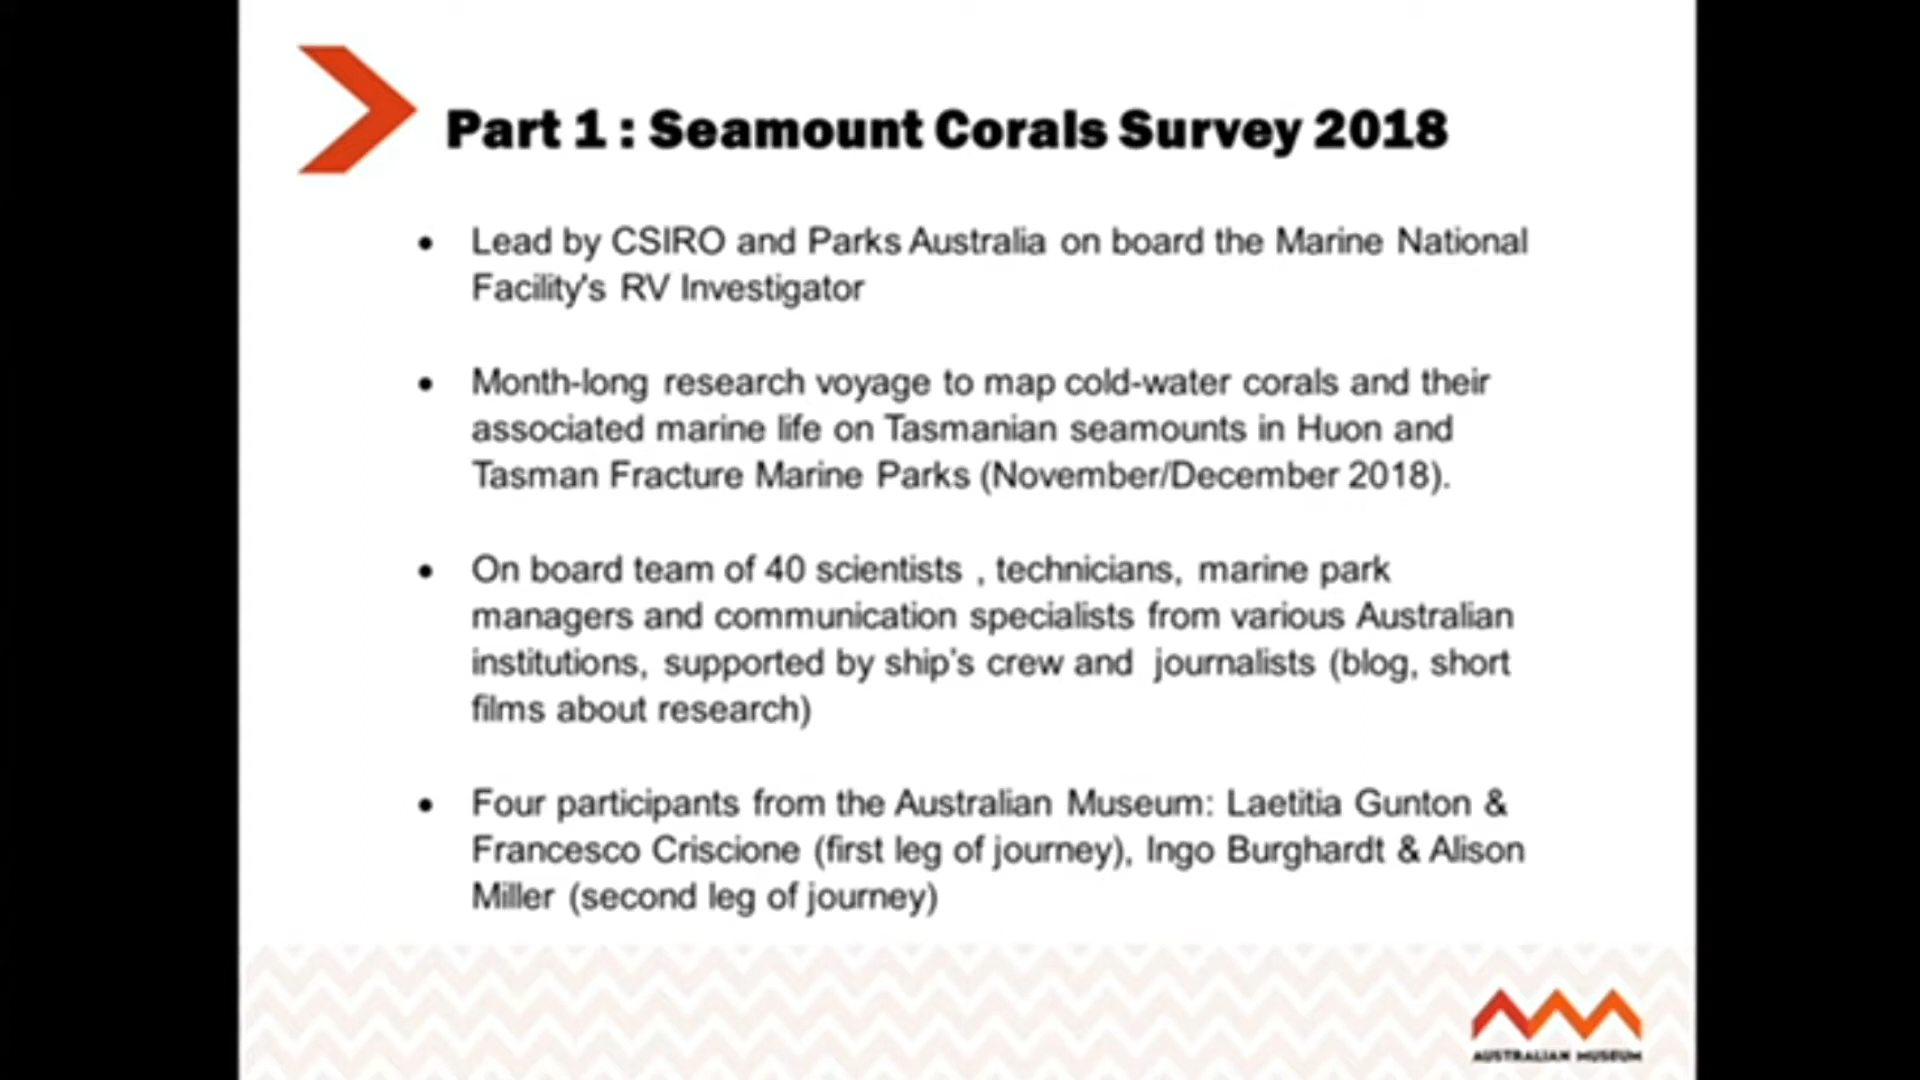 Part 1 : Seamount Corals Survey 2018
• Lead by CSIRO and Parks Australia on board the Marine National
Facility's RV Investigator
• Month-long research voyage to map cold-water corals and their
associated marine life on Tasmanian seamounts in Huon and
Tasman Fracture Marine Parks (November/December 2018).
• On board team of 40 scientists , technicians, marine park
managers and communication specialists from various Australian
institutions, supported by ship's crew and journalists (blog, short
films about research)
• Four participants from the Australian Museum: Laetitia Gunton &
Francesco Criscione (first leg of journey), Ingo Burghardt & Alison
Miller (second leg of journey)
AUSTRALIAN MUSEUM